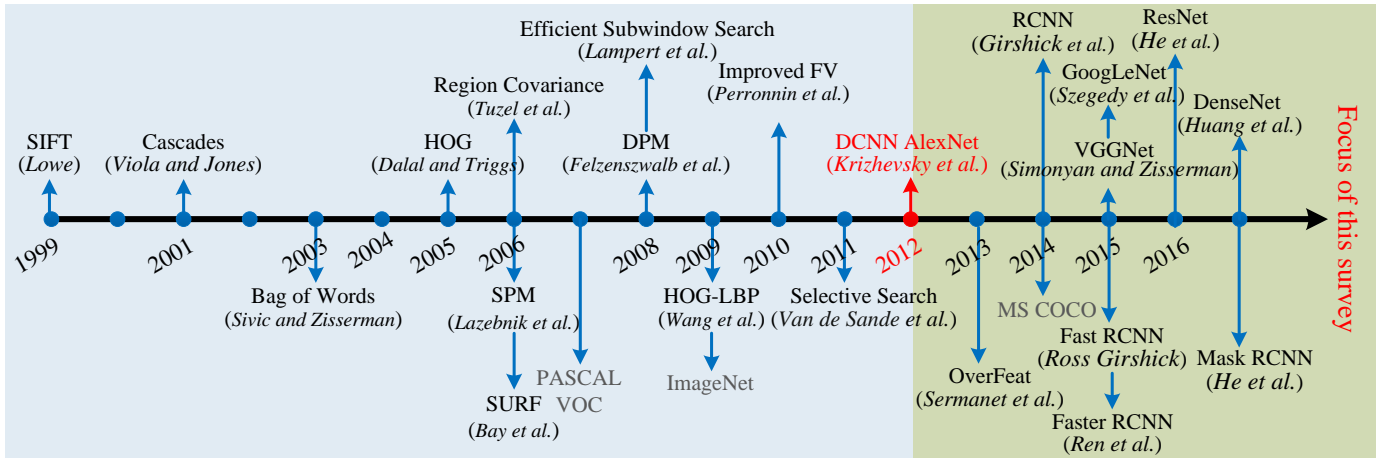 Efficient Subwindow Search
(Lampert et al.)
RCNN
(Girshick et al.)
ResNet
(He et al.)
Region Covariance
(Tuzel et al.)
Improved FV
(Perronnin et al.)
GoogLeNet
(Szegedy et al.)
DenseNet
(Huang et al.)
SIFT
(Lowe)
Cascades
(Viola and Jones)
HOG
(Dalal and Triggs)
DPM
(Felzenszwalb et al.)
DCNN AlexNet
(Krizhevsky et al.)
VGGNet
(Simonyan and Zisserman)
1999
2001
2003
2004
2005
2006
2008
2009
2010
2011
2012
2013
2014
2015
2016
Bag of Words
(Sivic and Zisserman)
SPM
(Lazebnik et al.)
HOG-LBP
(Wang et al.)
Selective Search
(Van de Sande et al.)
MS COCO
Fast RCNN
(Ross Girshick)
Mask RCNN
(He et al.)
PASCAL
VOC
ImageNet
OverFeat
(Sermanet et al.)
SURF
(Bay et al.)
Faster RCNN
(Ren et al.)
Focus of this survey